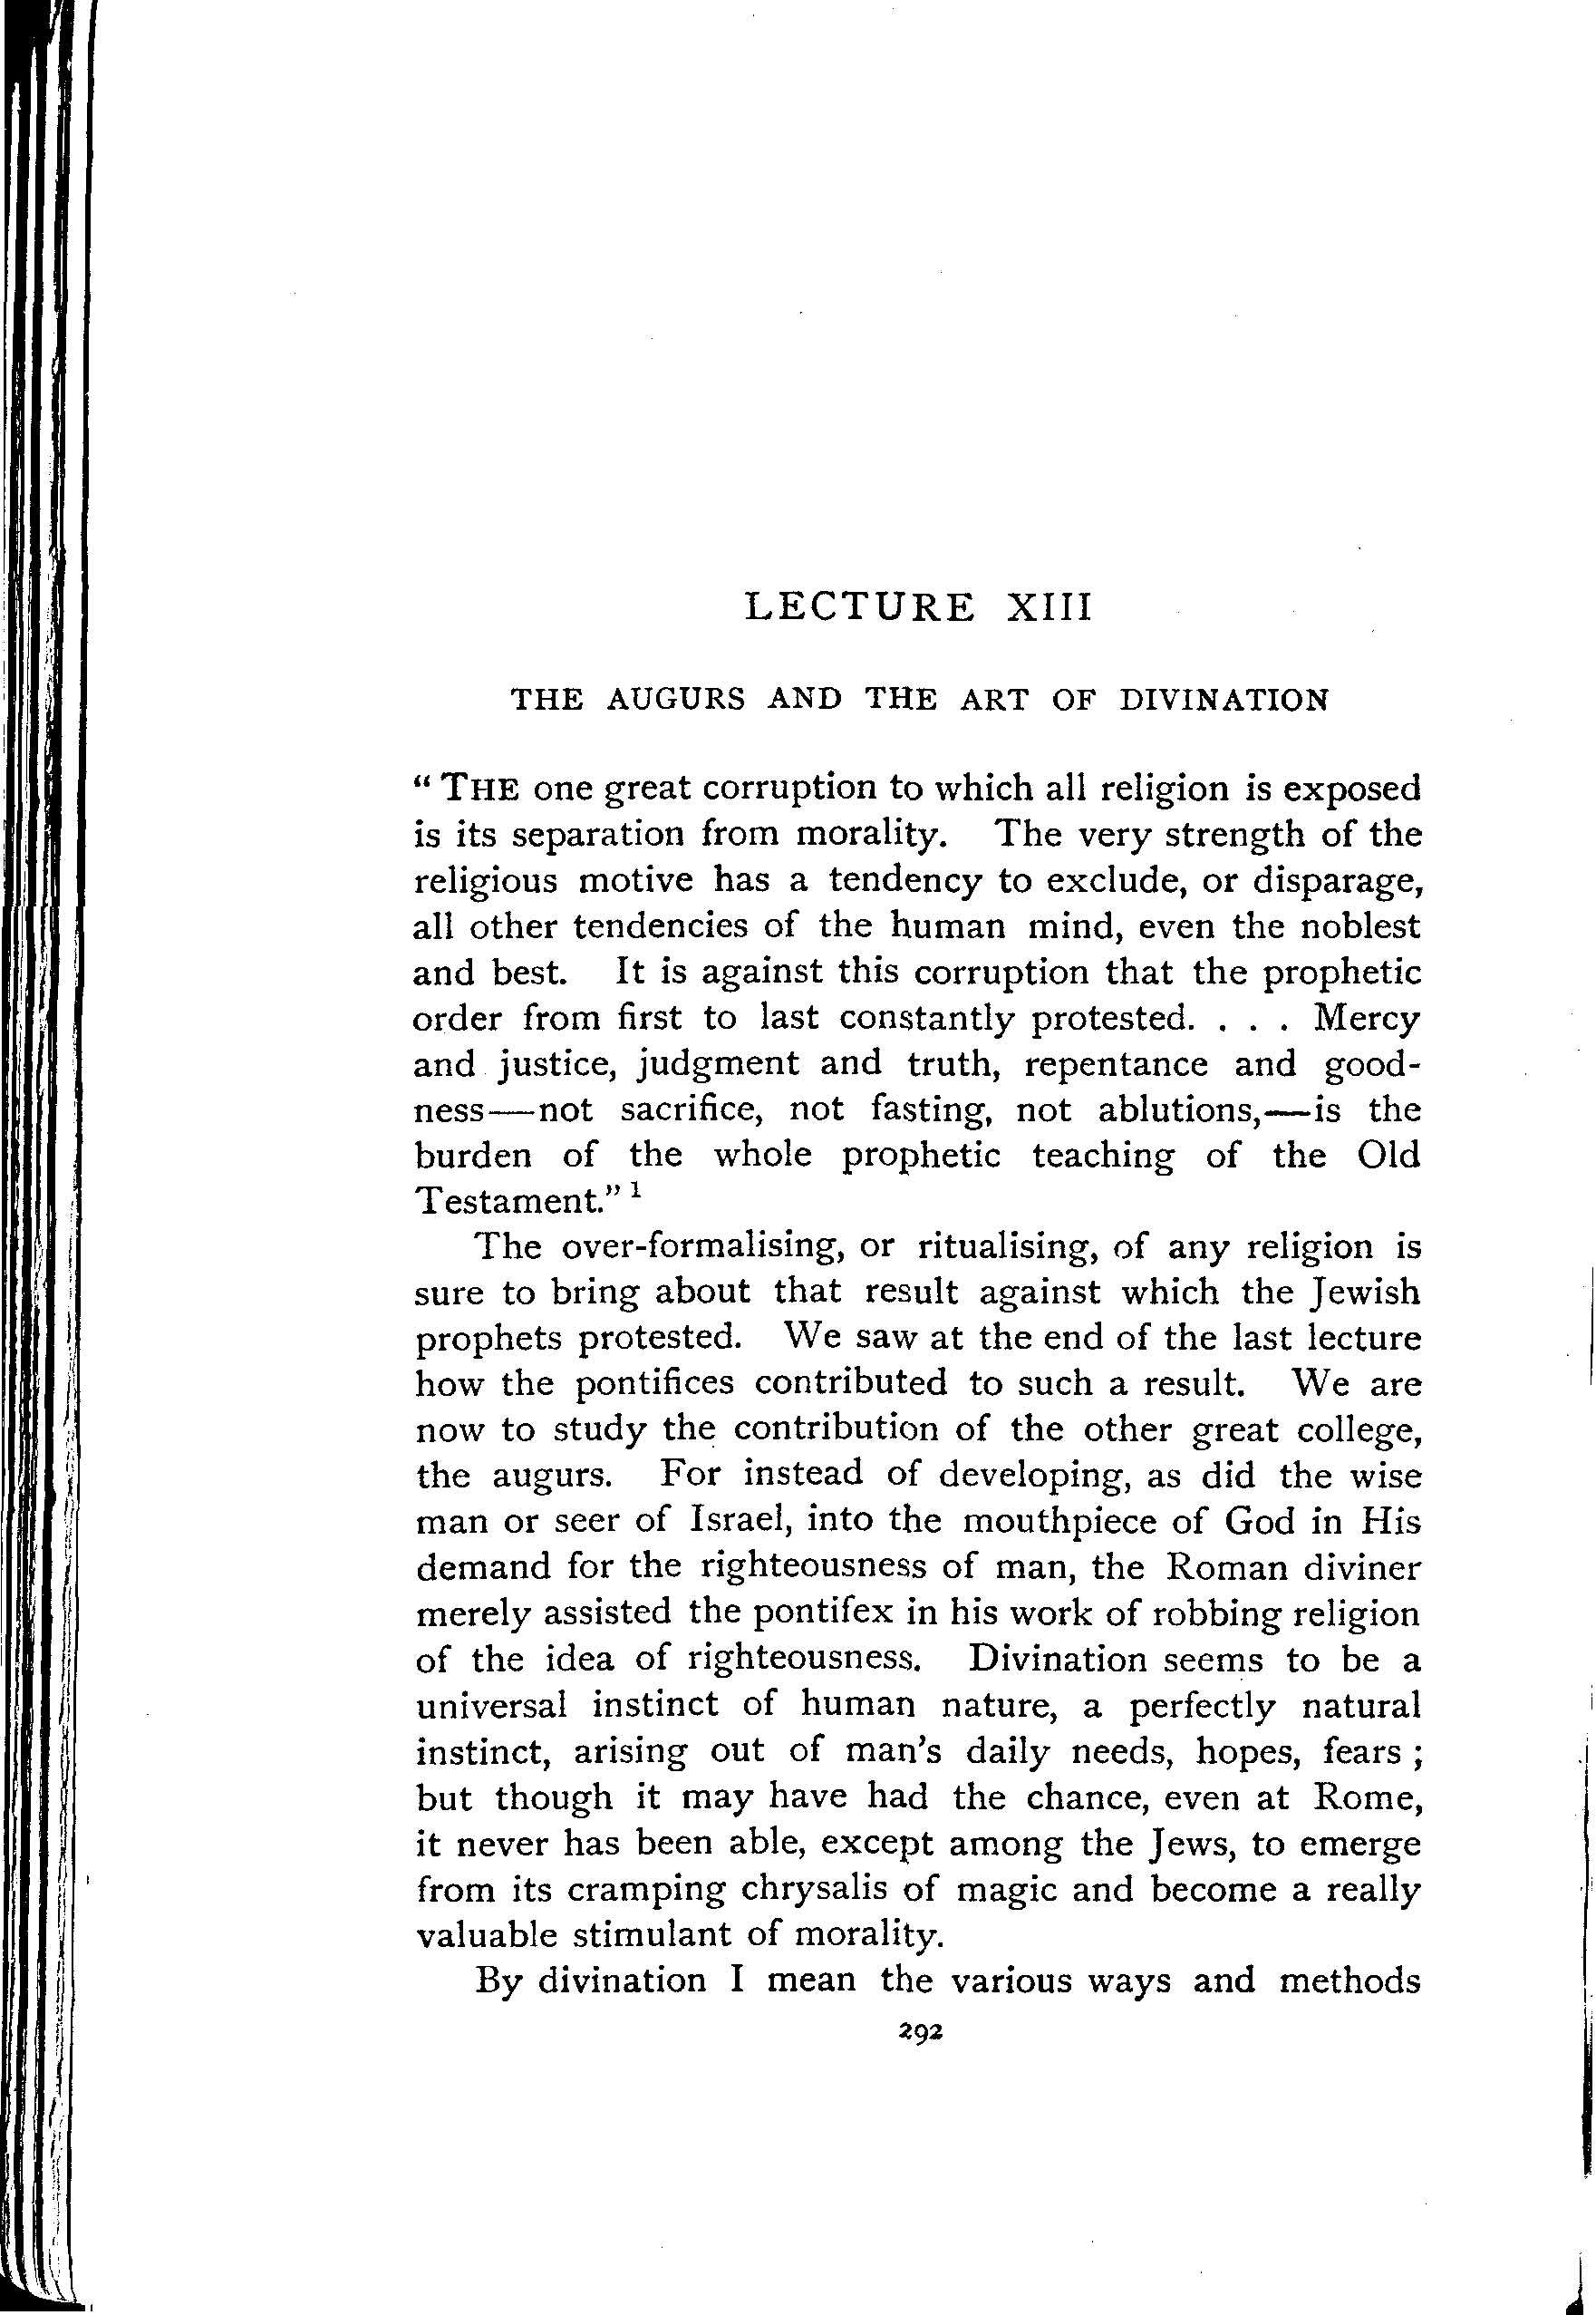 LECTURE XIII
THE AUGURS AND THE ART OF DIVINATION
“ THE one great corruption to which all religion is exposed
is its separation from morality. The very strength of the
religious motive has a tendency to exclude, or disparage,
all other tendencies of the human mind, even the noblest
and best. It is against this corruption that the prophetic
order from first to last constantly protested. . . . Mercy
and justice, judgment and truth, repentance and good-
ness—not sacrifice, not fasting, not ablutions,—is the
burden of the whole prophetic teaching of the Old
Testament.” 1
The over-formalising, or ritualising, of any religion is
sure to bring about that result against which the Jewish
prophets protested. We saw at the end of the last lecture
how the pontifices contributed to such a result. We are
now to study the contribution of the other great college,
the augurs. For instead of developing, as did the wise
man or seer of Israel, into the mouthpiece of God in His
demand for the righteousness of man, the Roman diviner
merely assisted the pontifex in his work of robbing religion
of the idea of righteousness. Divination seems to be a
universal instinct of human nature, a perfectly natural
instinct, arising out of man’s daily needs, hopes, fears ;
but though it may have had the chance, even at Rome,
it never has been able, except among the Jews, to emerge
from its cramping chrysalis of magic and become a really
valuable stimulant of morality.
By divination I mean the various ways and methods
292